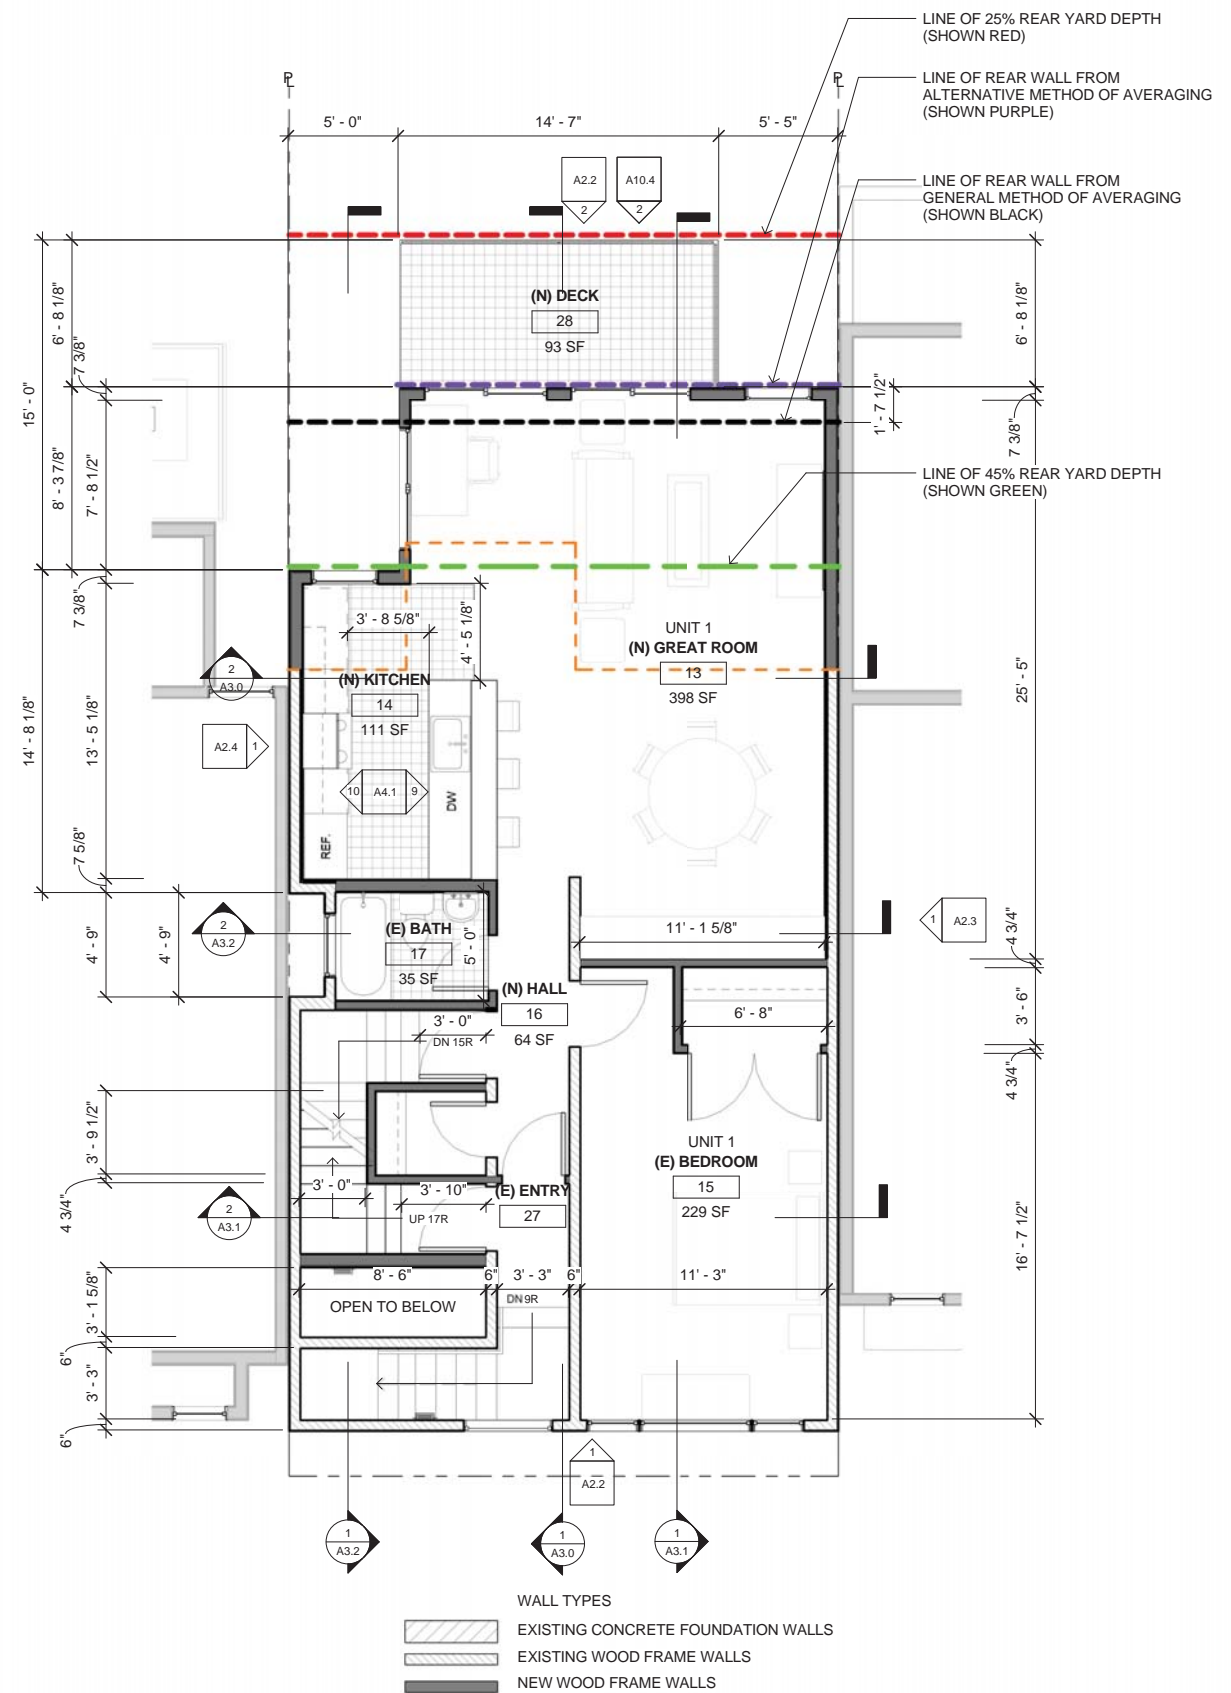 LINE OF 25% REAR YARD DEPTH
(SHOWN RED)
LINE OF REAR WALL FROM
ALTERNATIVE METHOD OF AVERAGING
(SHOWN PURPLE)
LINE OF REAR WALL FROM
GENERAL METHOD OF AVERAGING
(SHOWN BLACK)
PL
PL
5' - 0"
14' - 7"
5' - 5"
A2.2
2
A10.4
2
6' - 8 1/8"
7 3/8"
15' - 0"
8' - 3 7/8"
7' - 8 1/2"
(N) DECK
28
93 SF
6' - 8 1/8"
1' - 7 1/2"
7 3/8"
LINE OF 45% REAR YARD DEPTH
(SHOWN GREEN)
7 3/8"
3' - 8 5/8"
4' - 5 1/8"
UNIT 1
(N) GREAT ROOM
13
398 SF
2
A3.0
(N) KITCHEN
14
111 SF
A2.4
1
10
A4.1
9
DW
REF.
14' - 8 1/8"
13' - 5 1/8"
7 5/8"
25' - 5"
4' - 9"
4' - 9"
2
A3.2
(E) BATH
17
35 SF
5' - 0"
11' - 1 5/8"
1
A2.3
4 3/4"
3' - 6"
4 3/4"
(N) HALL
16
64 SF
6' - 8"
3' - 0"
DN 15R
3' - 9 1/2"
4 3/4"
UNIT 1
(E) BEDROOM
15
229 SF
3' - 0"
3' - 10"
(E) ENTRY
27
2
A3.1
UP 17R
16' - 7 1/2"
8' - 6"
6"
3' - 3"
6"
11' - 3"
DN 9R
OPEN TO BELOW
3' - 1 5/8"
6"
3' - 3"
6"
1
A2.2
1
A3.2
1
A3.0
1
A3.1
WALL TYPES
EXISTING CONCRETE FOUNDATION WALLS
EXISTING WOOD FRAME WALLS
NEW WOOD FRAME WALLS